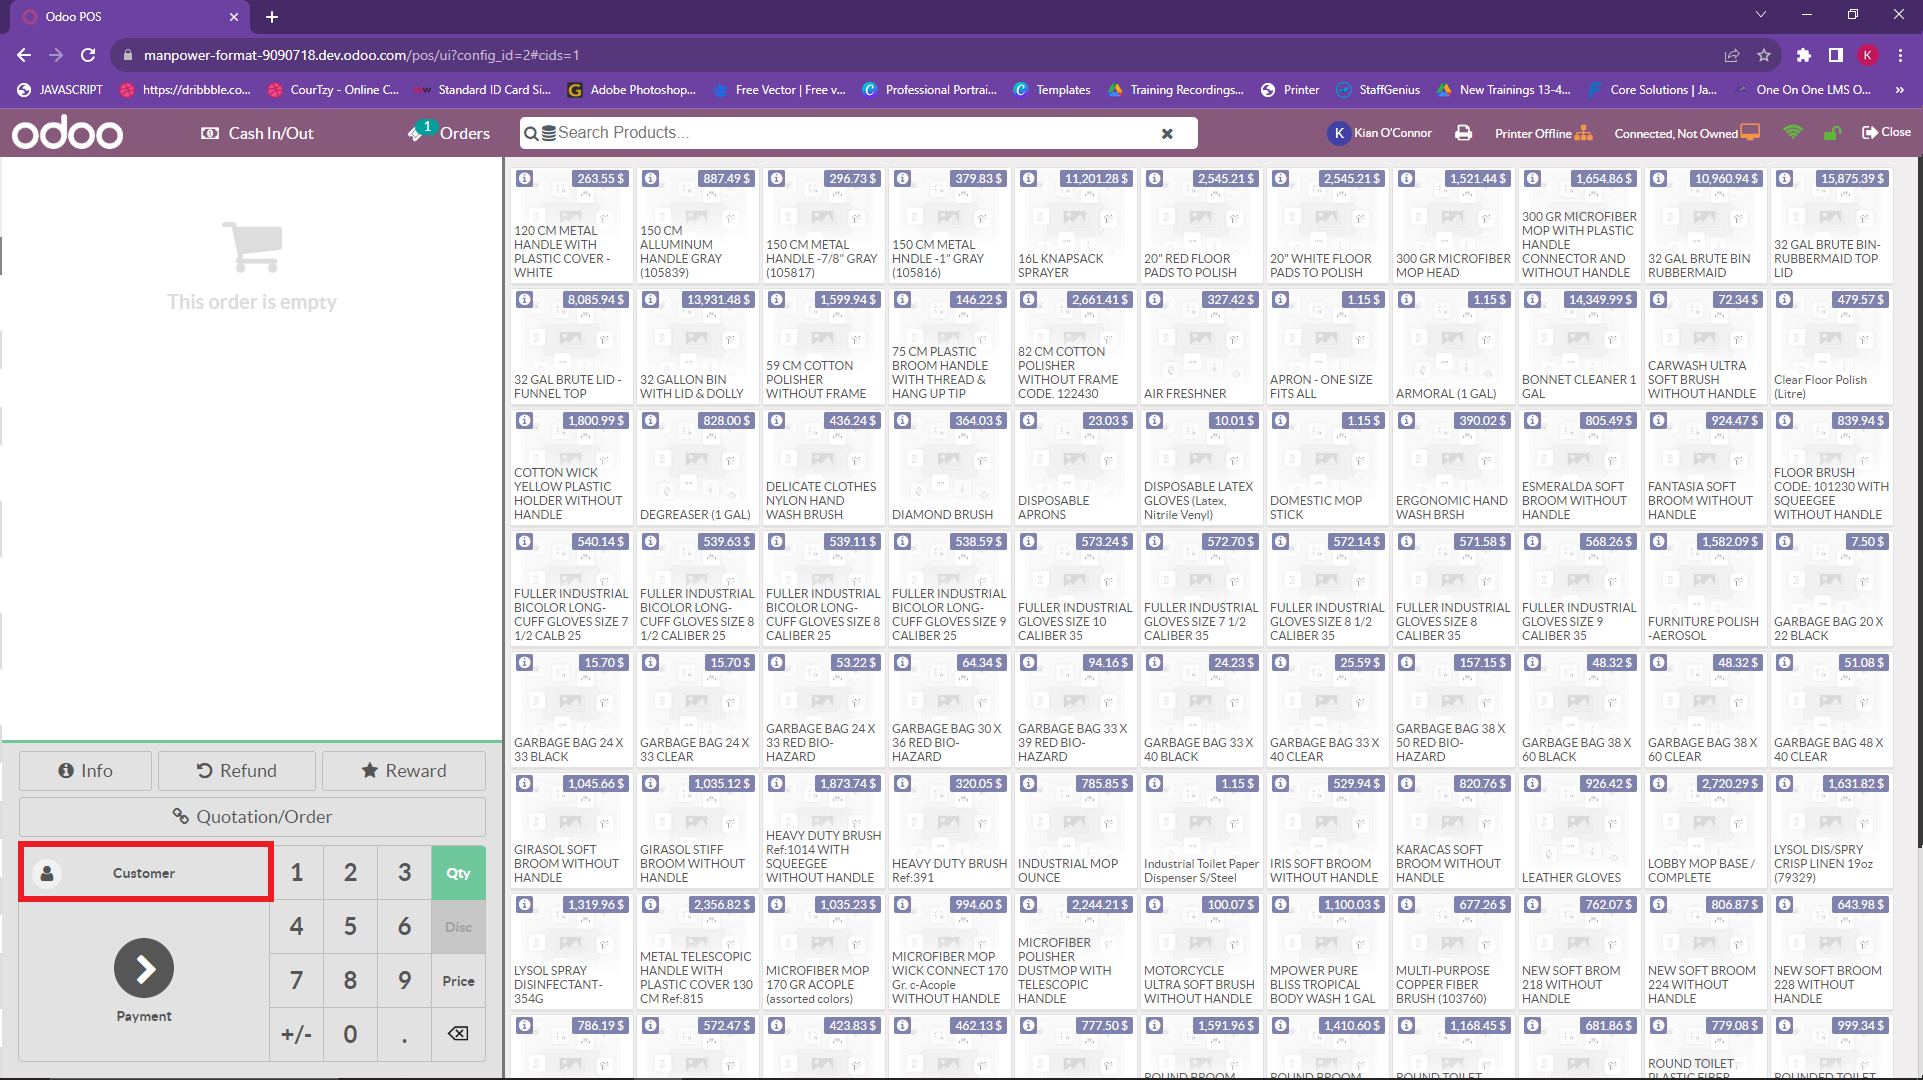 Odoo POS
manpower-format-9090718.dev.odoo.com/pos/ui?config_id=2#cids=1
K
JAVASCRIPT
https://dribbble.co...
CourTzy - Online C...
Standard ID Card Si...
Adobe Photoshop...
Free Vector | Free v...
Professional Portrai...
Templates
Training Recordings...
Printer
StaffGenius
New Trainings 13-4...
Core Solutions | Ja...
One On One LMS O...
»
odoo
Cash In/Out
1
Orders
Search Products...
K Kian O'Connor
Printer Offline
Connected, Not Owned
Close
This order is empty
Info
Refund
Reward
Quotation/Order
Customer
Payment
1 2 3 Qty
4 5 6 Disc
7 8 9 Price
+/- 0 .
263.55 $
120 CM METAL
HANDLE WITH
PLASTIC COVER -
WHITE
887.49 $
150 CM
ALLUMINUM
HANDLE GRAY
(105839)
296.73 $
150 CM METAL
HANDLE -7/8" GRAY
(105817)
379.83 $
150 CM METAL
HNDLE -1" GRAY
(105816)
11,201.28 $
16L KNAPSACK
SPRAYER
2,545.21 $
20" RED FLOOR
PADS TO POLISH
2,545.21 $
20" WHITE FLOOR
PADS TO POLISH
1,521.44 $
300 GR MICROFIBER
MOP HEAD
1,654.86 $
300 GR MICROFIBER
MOP WITH PLASTIC
HANDLE
CONNECTOR AND
WITHOUT HANDLE
10,960.94 $
32 GAL BRUTE BIN
RUBBERMAID
15,875.39 $
32 GAL BRUTE BIN-
RUBBERMAID TOP
LID
8,085.94 $
32 GAL BRUTE LID -
FUNNEL TOP
13,931.48 $
32 GALLON BIN
WITH LID & DOLLY
1,599.94 $
59 CM COTTON
POLISHER
WITHOUT FRAME
146.22 $
75 CM PLASTIC
BROOM HANDLE
WITH THREAD &
HANG UP TIP
2,661.41 $
82 CM COTTON
POLISHER
WITHOUT FRAME
CODE. 122430
327.42 $
AIR FRESHNER
1.15 $
APRON - ONE SIZE
FITS ALL
1.15 $
ARMORAL (1 GAL)
14,349.99 $
BONNET CLEANER 1
GAL
72.34 $
CARWASH ULTRA
SOFT BRUSH
WITHOUT HANDLE
479.57 $
Clear Floor Polish
(Litre)
1,800.99 $
COTTON WICK
YELLOW PLASTIC
HOLDER WITHOUT
HANDLE
828.00 $
DEGREASER (1 GAL)
436.24 $
DELICATE CLOTHES
NYLON HAND
WASH BRUSH
364.03 $
DIAMOND BRUSH
23.03 $
DISPOSABLE
APRONS
10.01 $
DISPOSABLE LATEX
GLOVES (Latex,
Nitrile Venyl)
1.15 $
DOMESTIC MOP
STICK
390.02 $
ERGONOMIC HAND
WASH BRSH
805.49 $
ESMERALDA SOFT
BROOM WITHOUT
HANDLE
924.47 $
FANTASIA SOFT
BROOM WITHOUT
HANDLE
839.94 $
FLOOR BRUSH
CODE: 101230 WITH
SQUEEGEE
WITHOUT HANDLE
540.14 $
FULLER INDUSTRIAL
BICOLOR LONG-
CUFF GLOVES SIZE 7
1/2 CALB 25
539.63 $
FULLER INDUSTRIAL
BICOLOR LONG-
CUFF GLOVES SIZE 8
1/2 CALIBER 25
539.11 $
FULLER INDUSTRIAL
BICOLOR LONG-
CUFF GLOVES SIZE 8
CALIBER 25
538.59 $
FULLER INDUSTRIAL
BICOLOR LONG-
CUFF GLOVES SIZE 9
CALIBER 25
573.24 $
FULLER INDUSTRIAL
GLOVES SIZE 10
CALIBER 35
572.70 $
FULLER INDUSTRIAL
GLOVES SIZE 7 1/2
CALIBER 35
572.14 $
FULLER INDUSTRIAL
GLOVES SIZE 8 1/2
CALIBER 35
571.58 $
FULLER INDUSTRIAL
GLOVES SIZE 8
CALIBER 35
568.26 $
FULLER INDUSTRIAL
GLOVES SIZE 9
CALIBER 35
1,582.09 $
FURNITURE POLISH
-AEROSOL
7.50 $
GARBAGE BAG 20 X
22 BLACK
15.70 $
GARBAGE BAG 24 X
33 BLACK
15.70 $
GARBAGE BAG 24 X
33 CLEAR
53.22 $
GARBAGE BAG 24 X
33 RED BIO-
HAZARD
64.34 $
GARBAGE BAG 30 X
36 RED BIO-
HAZARD
94.16 $
GARBAGE BAG 33 X
39 RED BIO-
HAZARD
24.23 $
GARBAGE BAG 33 X
40 BLACK
25.59 $
GARBAGE BAG 33 X
40 CLEAR
157.15 $
GARBAGE BAG 38 X
50 RED BIO-
HAZARD
48.32 $
GARBAGE BAG 38 X
60 BLACK
48.32 $
GARBAGE BAG 38 X
60 CLEAR
51.08 $
GARBAGE BAG 48 X
40 CLEAR
1,045.66 $
GIRASOL SOFT
BROOM WITHOUT
HANDLE
1,035.12 $
GIRASOL STIFF
BROOM WITHOUT
HANDLE
1,873.74 $
HEAVY DUTY BRUSH
Ref:1014 WITH
SQUEEGEE
WITHOUT HANDLE
320.05 $
HEAVY DUTY BRUSH
Ref:391
785.85 $
INDUSTRIAL MOP
OUNCE
1.15 $
Industrial Toilet Paper
Dispenser S/Steel
529.94 $
IRIS SOFT BROOM
WITHOUT HANDLE
820.76 $
KARACAS SOFT
BROOM WITHOUT
HANDLE
926.42 $
LEATHER GLOVES
2,720.29 $
LOBBY MOP BASE /
COMPLETE
1,631.82 $
LYSOL DIS/SPRY
CRISP LINEN 19oz
(79329)
1,319.96 $
LYSOL SPRAY
DISINFECTANT-
354G
2,356.82 $
METAL TELESCOPIC
HANDLE WITH
PLASTIC COVER 130
CM Ref:815
1,035.23 $
MICROFIBER MOP
170 GR ACOPLE
(assorted colors)
994.60 $
MICROFIBER MOP
WICK CONNECT 170
Gr. c-Acople
WITHOUT HANDLE
2,244.21 $
MICROFIBER
POLISHER
DUSTMOP WITH
TELESCOPIC
HANDLE
100.07 $
MOTORCYCLE
ULTRA SOFT BRUSH
WITHOUT HANDLE
1,100.03 $
MPOWER PURE
BLISS TROPICAL
BODY WASH 1 GAL
677.26 $
MULTI-PURPOSE
COPPER FIBER
BRUSH (103760)
762.07 $
NEW SOFT BROM
218 WITHOUT
HANDLE
806.87 $
NEW SOFT BROOM
224 WITHOUT
HANDLE
643.98 $
NEW SOFT BROOM
228 WITHOUT
HANDLE
786.19 $
572.47 $
423.83 $
462.13 $
777.50 $
1,591.96 $
ROUND BROOM
1,410.60 $
ROUND BROOM
1,168.45 $
ROUND TOILET
681.86 $
779.08 $
ROUND TOILET
PLASTIC FIBER
999.34 $
ROUNDED TOILET